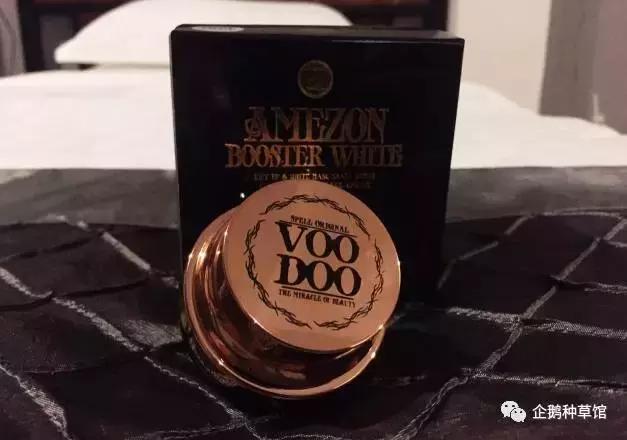 AMEZON
BOOSTER WHITE
SPELL ORIGINAL
VOO
DOO
THE MIRACLE OF BEAUTY
企鹅种草馆